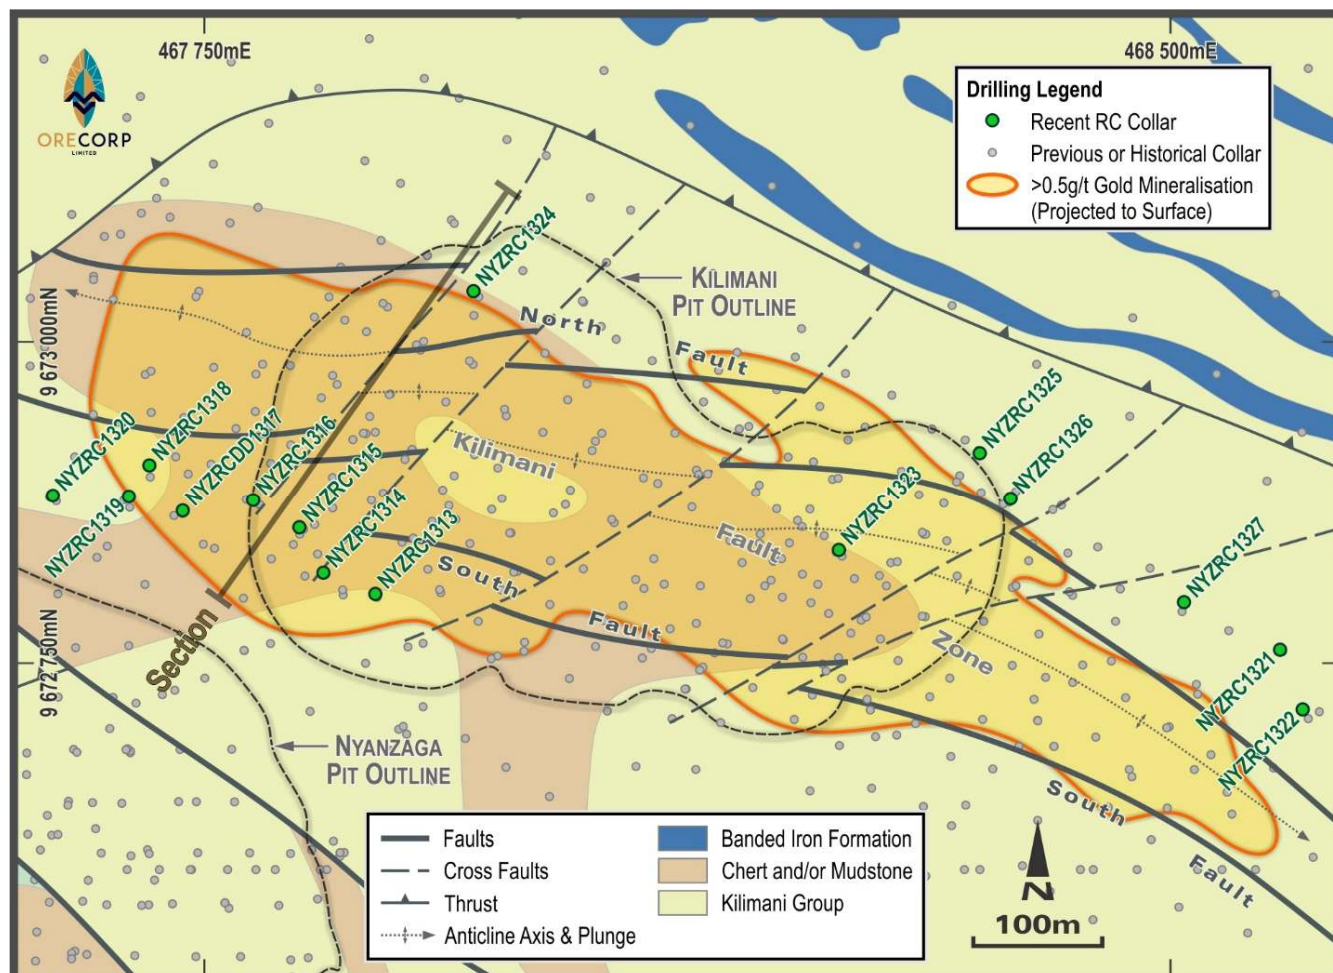 467 750mE
468 500mE
ORECORP
LIMITED
Drilling Legend
Recent RC Collar
Previous or Historical Collar
>0.5g/t Gold Mineralisation
(Projected to Surface)
NYZRC1324
KILIMANI
PIT OUTLINE
9 673 000mN
North Fault
NYZRC1325
NYZRC1326
NYZRC1320
NYZRC1318
NYZRCDD1317
NYZRC1316
NYZRC1315
NYZRC1314
NYZRC1313
NYZRC1319
NYZRC1323
NYZRC1327
Kilimani Fault Zone
South Fault
Section
9 672 750mN
NYZRC1321
NYZRC1322
NYANZAGA
PIT OUTLINE
South Fault
Faults
Cross Faults
Thrust
Anticline Axis & Plunge
Banded Iron Formation
Chert and/or Mudstone
Kilimani Group
N
100m